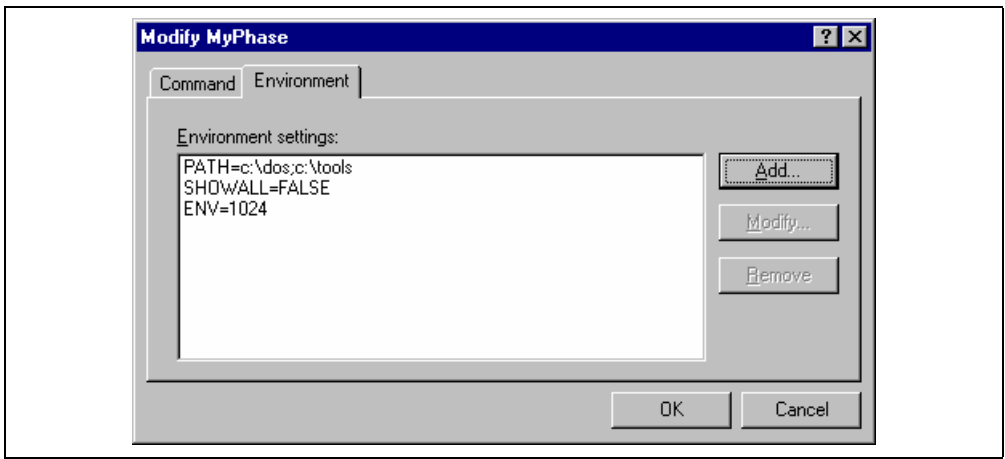 Modify MyPhase
Command Environment
Environment settings:
PATH=c:\dos;c:\tools
SHOWALL=FALSE
ENV=1024
Add...
Modify...
Remove
OK Cancel